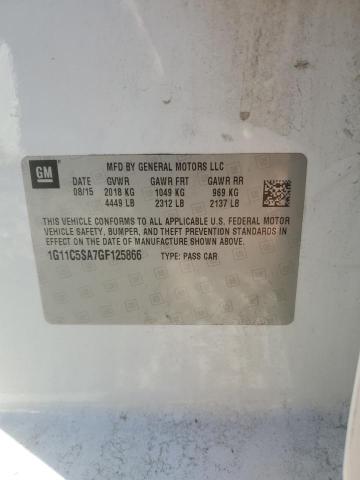 GM
MFD BY GENERAL MOTORS LLC
DATE GVWR GAWR FRT GAWR RR
08/15 2018 KG 1049 KG 969 KG
4449 LB 2312 LB 2137 LB
THIS VEHICLE CONFORMS TO ALL APPLICABLE U.S. FEDERAL MOTOR
VEHICLE SAFETY, BUMPER, AND THEFT PREVENTION STANDARDS
IN EFFECT ON THE DATE OF MANUFACTURE SHOWN ABOVE.
1G11C5SA7GF125866 TYPE: PASS CAR